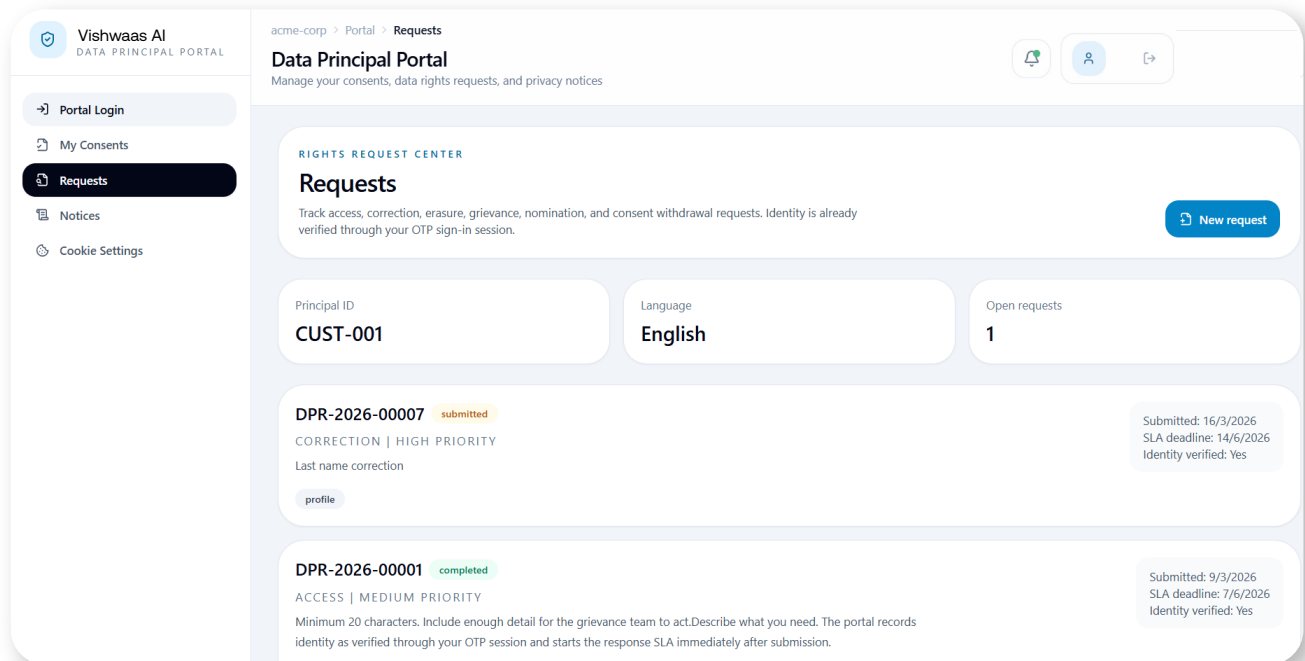 Vishwaas AI
DATA PRINCIPAL PORTAL
Portal Login
My Consents
Requests
Notices
Cookie Settings
acme-corp > Portal > Requests
Data Principal Portal
Manage your consents, data rights requests, and privacy notices
RIGHTS REQUEST CENTER
Requests
Track access, correction, erasure, grievance, nomination, and consent withdrawal requests. Identity is already
verified through your OTP sign-in session.
New request
Principal ID
CUST-001
Language
English
Open requests
1
DPR-2026-00007 submitted
CORRECTION | HIGH PRIORITY
Last name correction
profile
Submitted: 16/3/2026
SLA deadline: 14/6/2026
Identity verified: Yes
DPR-2026-00001 completed
ACCESS | MEDIUM PRIORITY
Minimum 20 characters. Include enough detail for the grievance team to act.Describe what you need. The portal records
identity as verified through your OTP session and starts the response SLA immediately after submission.
Submitted: 9/3/2026
SLA deadline: 7/6/2026
Identity verified: Yes